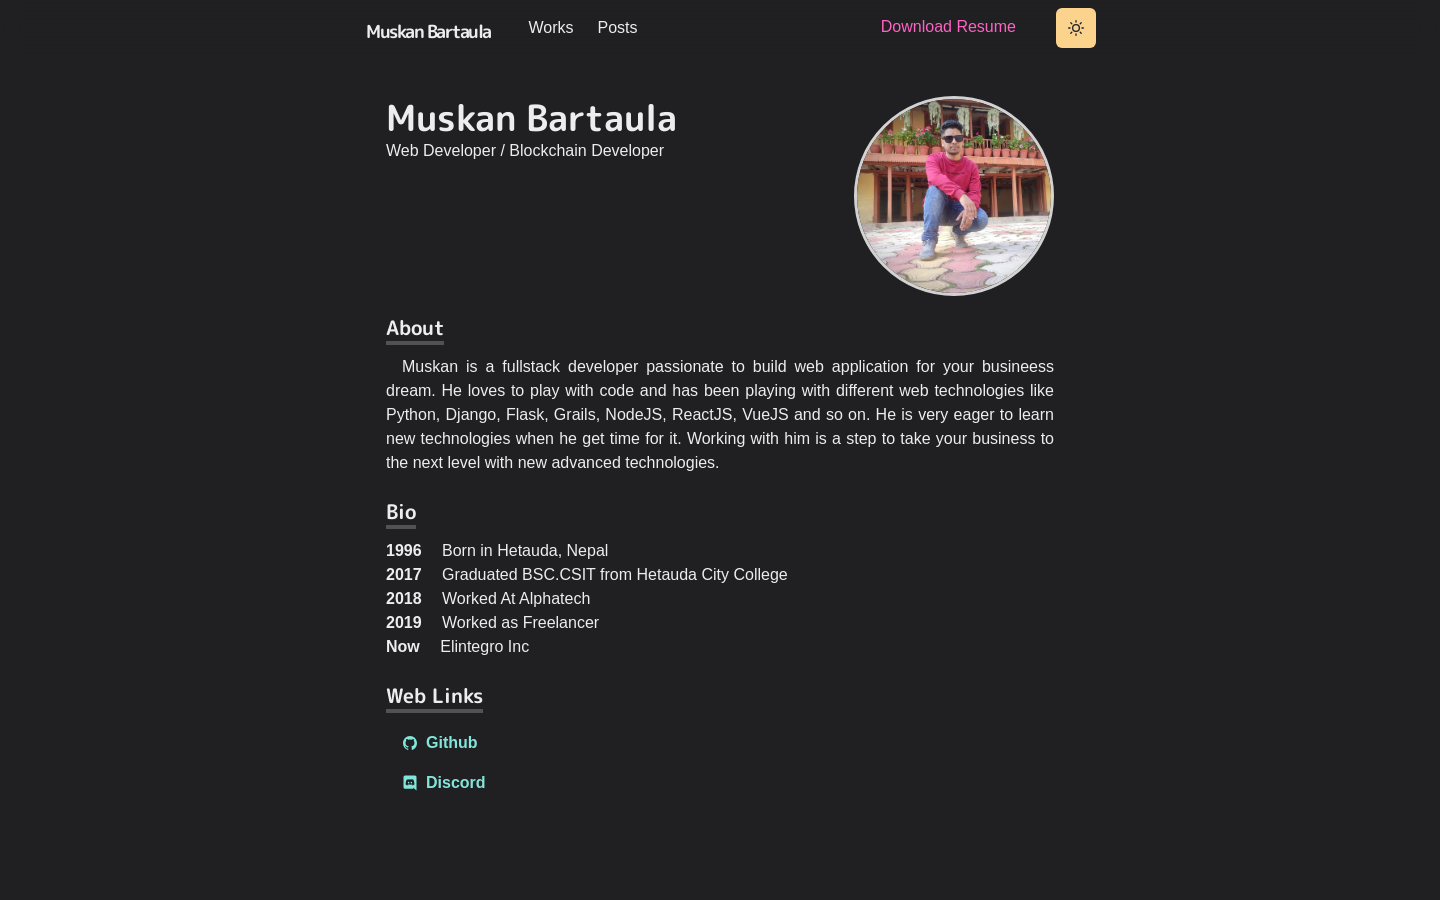 Muskan Bartaula
Works
Posts
Download Resume
Muskan Bartaula
Web Developer / Blockchain Developer
About
Muskan is a fullstack developer passionate to build web application for your busineess
dream. He loves to play with code and has been playing with different web technologies like
Python, Django, Flask, Grails, NodeJS, ReactJS, VueJS and so on. He is very eager to learn
new technologies when he get time for it. Working with him is a step to take your business to
the next level with new advanced technologies.
Bio
1996 Born in Hetauda, Nepal
2017 Graduated BSC.CSIT from Hetauda City College
2018 Worked At Alphatech
2019 Worked as Freelancer
Now Elintegro Inc
Web Links
Github
Discord